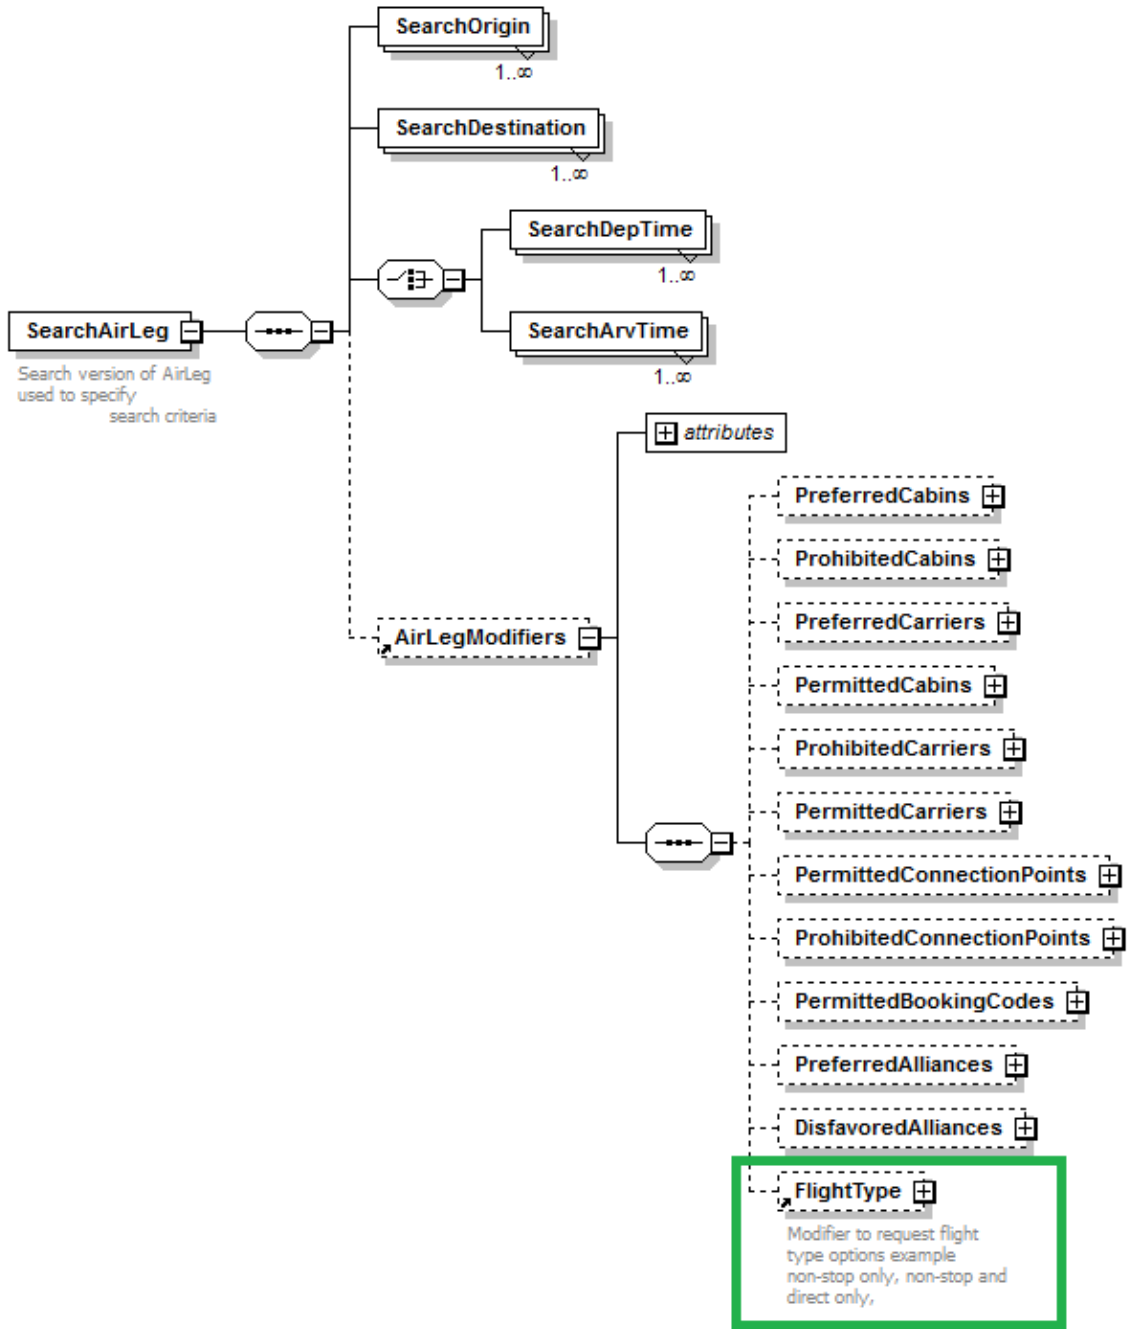 SearchOrigin
1..∞
SearchDestination
1..∞
SearchDepTime
1..∞
SearchAirLeg
SearchArvTime
1..∞
Search version of AirLeg
used to specify
search criteria
attributes
PreferredCabins
ProhibitedCabins
PreferredCarriers
AirLegModifiers
PermittedCabins
ProhibitedCarriers
PermittedCarriers
PermittedConnectionPoints
ProhibitedConnectionPoints
PermittedBookingCodes
PreferredAlliances
DisfavoredAlliances
FlightType
Modifier to request flight
type options example
non-stop only, non-stop and
direct only,